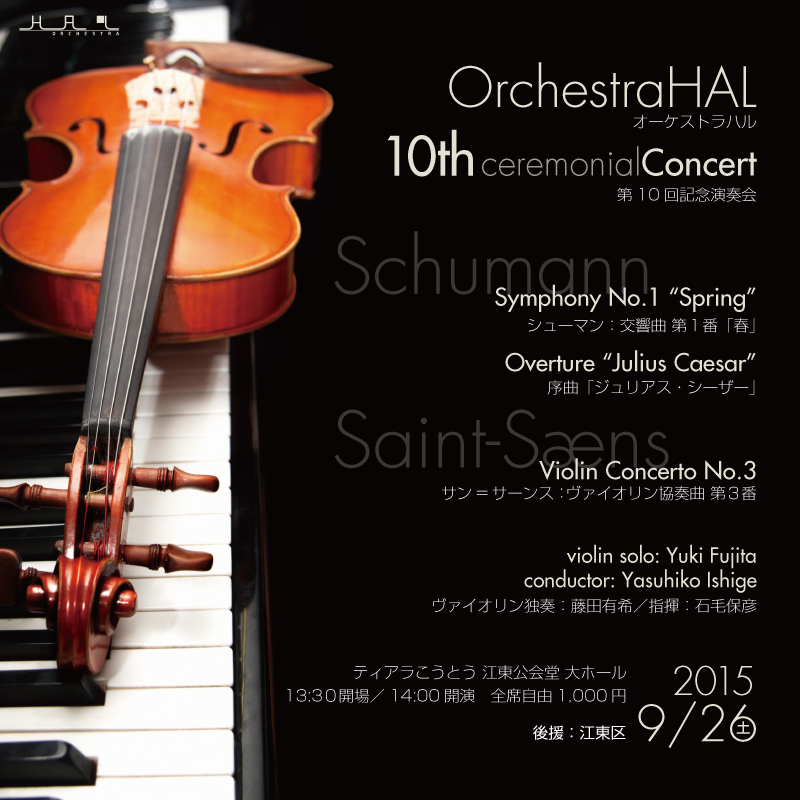 HAL
ORCHESTRA
OrchestraHAL
オーケストラハル
10th ceremonialConcert
第10回記念演奏会
Schumann
Symphony No.1 “Spring”
シューマン：交響曲 第1番「春」
Overture “Julius Caesar”
序曲「ジュリアス・シーザー」
Saint-Sæns
Violin Concerto No.3
サン＝サーンス：ヴァイオリン協奏曲 第3番
violin solo: Yuki Fujita
conductor: Yasuhiko Ishige
ヴァイオリン独奏：藤田有希／指揮：石毛保彦
ティアラこうとう 江東公会堂 大ホール
13:30開場／14:00開演　全席自由 1,000円
後援：江東区
2015
9/26土